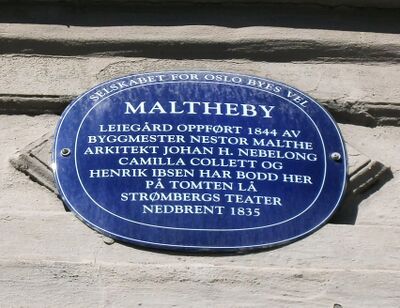 SELSKABET FOR OSLO BYES VEL
MALTHEBY
LEIEGÅRD OPPFØRT 1844 AV
BYGGMESTER NESTOR MALTHE
ARKITEKT JOHAN H. NEBELONG
CAMILLA COLLETT OG
HENRIK IBSEN HAR BODD HER
PÅ TOMTEN LÅ
STRØMBERGS TEATER
NEDBRENT 1835